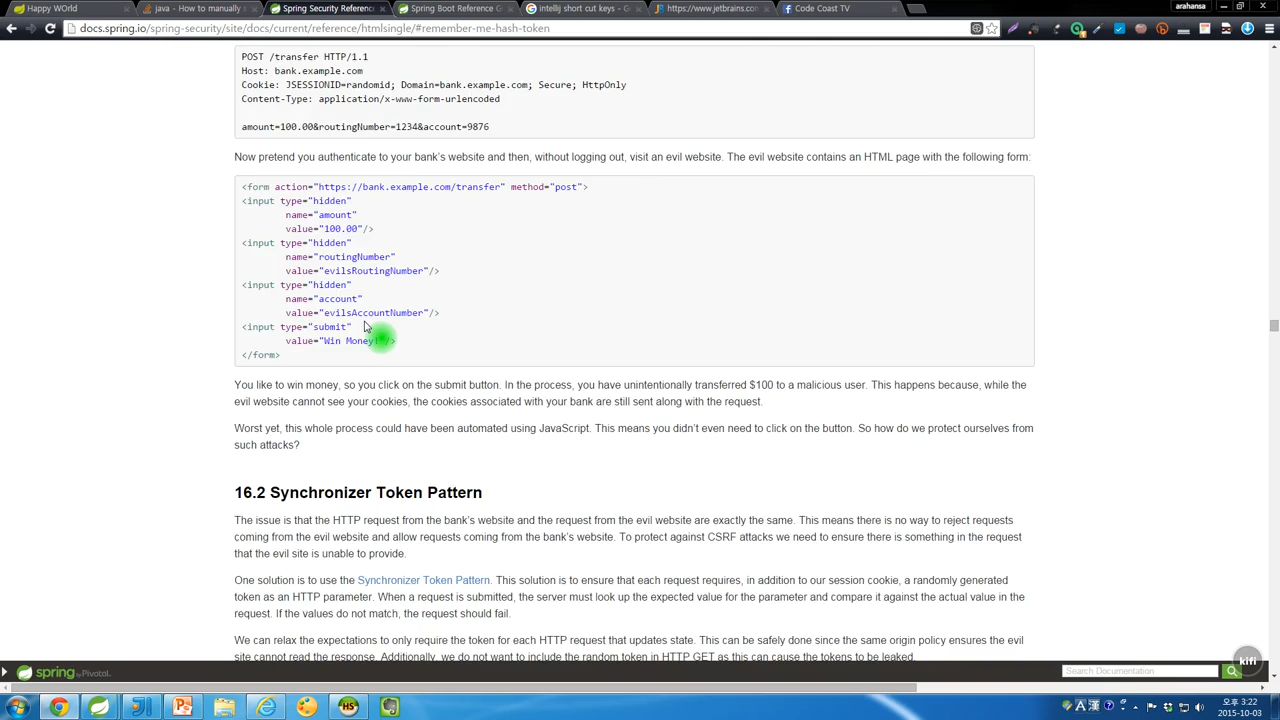 Happy WOrld
java - How to manually s
Spring Security Referenc
Spring Boot Reference G
intellij short cut keys - Go
https://www.jetbrains.com
Code Coast TV
arahansa
docs.spring.io/spring-security/site/docs/current/reference/htmlsingle/#remember-me-hash-token
POST /transfer HTTP/1.1
Host: bank.example.com
Cookie: JSESSIONID=randomid; Domain=bank.example.com; Secure; HttpOnly
Content-Type: application/x-www-form-urlencoded
amount=100.00&routingNumber=1234&account=9876
Now pretend you authenticate to your bank's website and then, without logging out, visit an evil website. The evil website contains an HTML page with the following form:
<form action="https://bank.example.com/transfer" method="post">
<input type="hidden"
name="amount"
value="100.00"/>
<input type="hidden"
name="routingNumber"
value="evilsRoutingNumber"/>
<input type="hidden"
name="account"
value="evilsAccountNumber"/>
<input type="submit"
value="Win Money!"/>
</form>
You like to win money, so you click on the submit button. In the process, you have unintentionally transferred $100 to a malicious user. This happens because, while the
evil website cannot see your cookies, the cookies associated with your bank are still sent along with the request.
Worst yet, this whole process could have been automated using JavaScript. This means you didn't even need to click on the button. So how do we protect ourselves from
such attacks?
16.2 Synchronizer Token Pattern
The issue is that the HTTP request from the bank's website and the request from the evil website are exactly the same. This means there is no way to reject requests
coming from the evil website and allow requests coming from the bank's website. To protect against CSRF attacks we need to ensure there is something in the request
that the evil site is unable to provide.
One solution is to use the Synchronizer Token Pattern. This solution is to ensure that each request requires, in addition to our session cookie, a randomly generated
token as an HTTP parameter. When a request is submitted, the server must look up the expected value for the parameter and compare it against the actual value in the
request. If the values do not match, the request should fail.
We can relax the expectations to only require the token for each HTTP request that updates state. This can be safely done since the same origin policy ensures the evil
site cannot read the response. Additionally, we do not want to include the random token in HTTP GET as this can cause the tokens to be leaked.
kifi
spring by Pivotal.
Search Documentation
A 漢
오후 3:22
2015-10-03